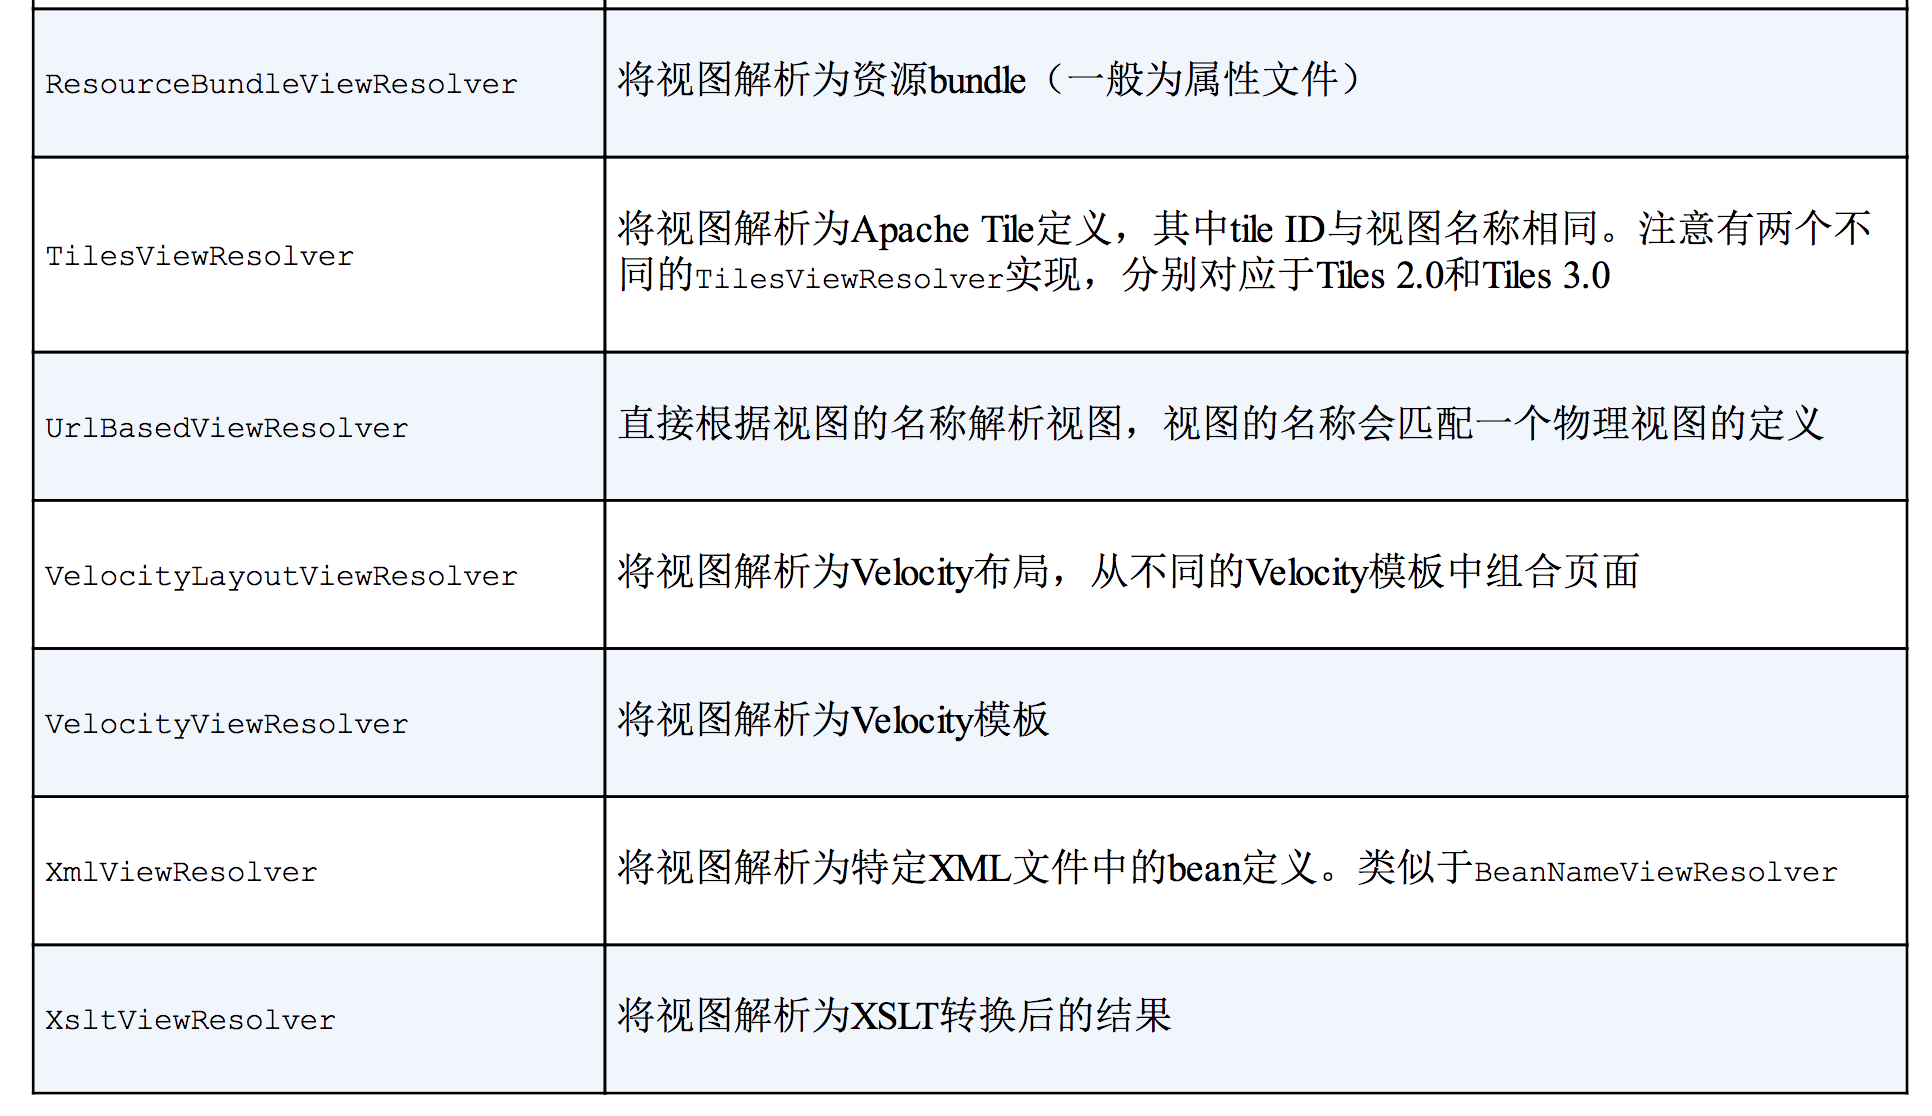 ResourceBundleViewResolver
将视图解析为资源bundle（一般为属性文件）
TilesViewResolver
将视图解析为Apache Tile定义，其中tile ID与视图名称相同。注意有两个不
同的TilesViewResolver实现，分别对应于Tiles 2.0和Tiles 3.0
UrlBasedViewResolver
直接根据视图的名称解析视图，视图的名称会匹配一个物理视图的定义
VelocityLayoutViewResolver
将视图解析为Velocity布局，从不同的Velocity模板中组合页面
VelocityViewResolver
将视图解析为Velocity模板
XmlViewResolver
将视图解析为特定XML文件中的bean定义。类似于BeanNameViewResolver
XsltViewResolver
将视图解析为XSLT转换后的结果